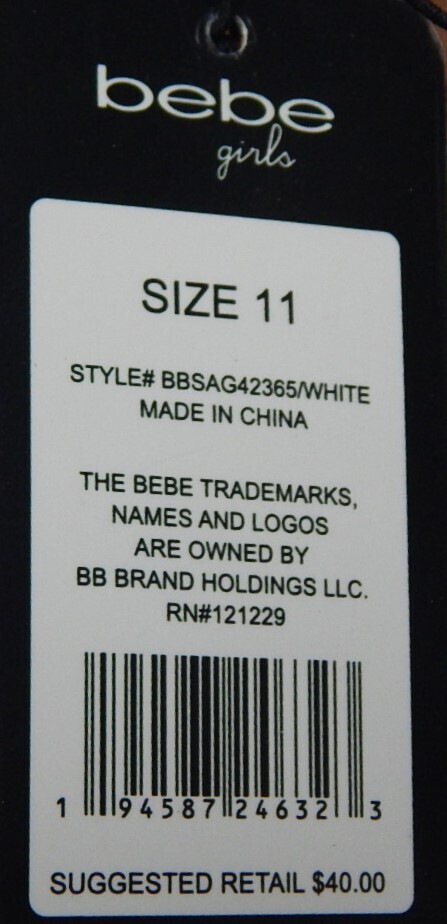 bebe
girls
SIZE 11
STYLE# BBSAG42365/WHITE
MADE IN CHINA
THE BEBE TRADEMARKS,
NAMES AND LOGOS
ARE OWNED BY
BB BRAND HOLDINGS LLC.
RN#121229
1 94587 24632 3
SUGGESTED RETAIL $40.00